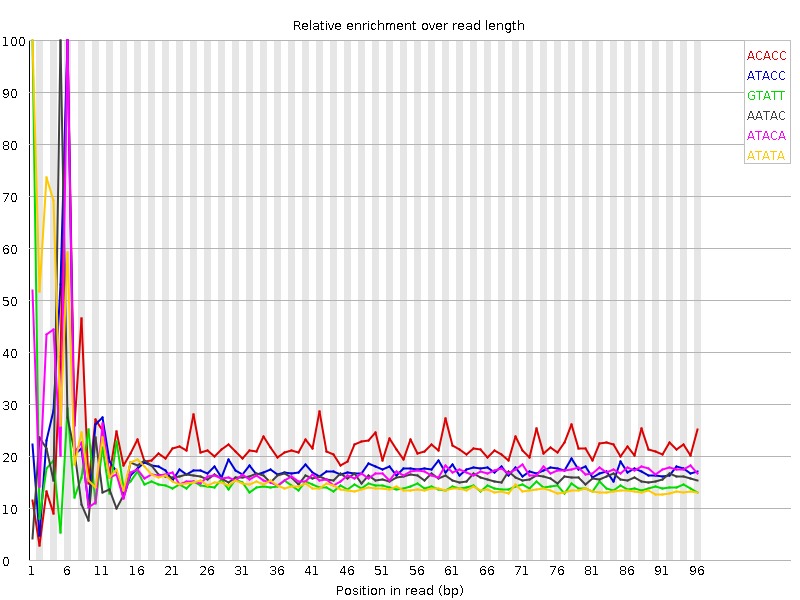 Relative enrichment over read length
100
90
80
70
60
50
40
30
20
10
0
ACACC
ATACC
GTATT
AATAC
ATACA
ATATA
1 6 11 16 21 26 31 36 41 46 51 56 61 66 71 76 81 86 91 96
Position in read (bp)